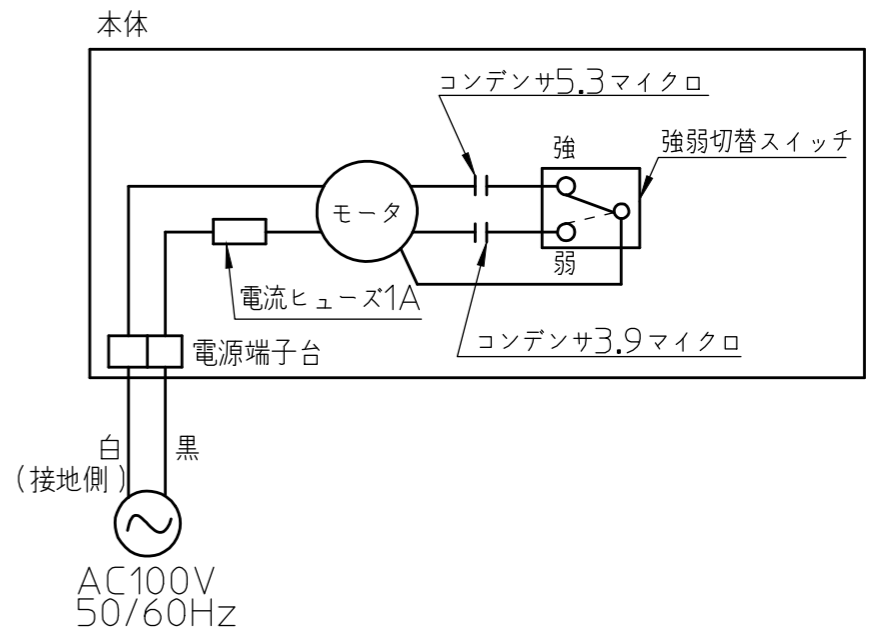 本体
コンデンサ5.3マイクロ
強
強弱切替スイッチ
モータ
弱
電流ヒューズ1A
コンデンサ3.9マイクロ
電源端子台
白
黒
(接地側)
AC100V
50/60Hz